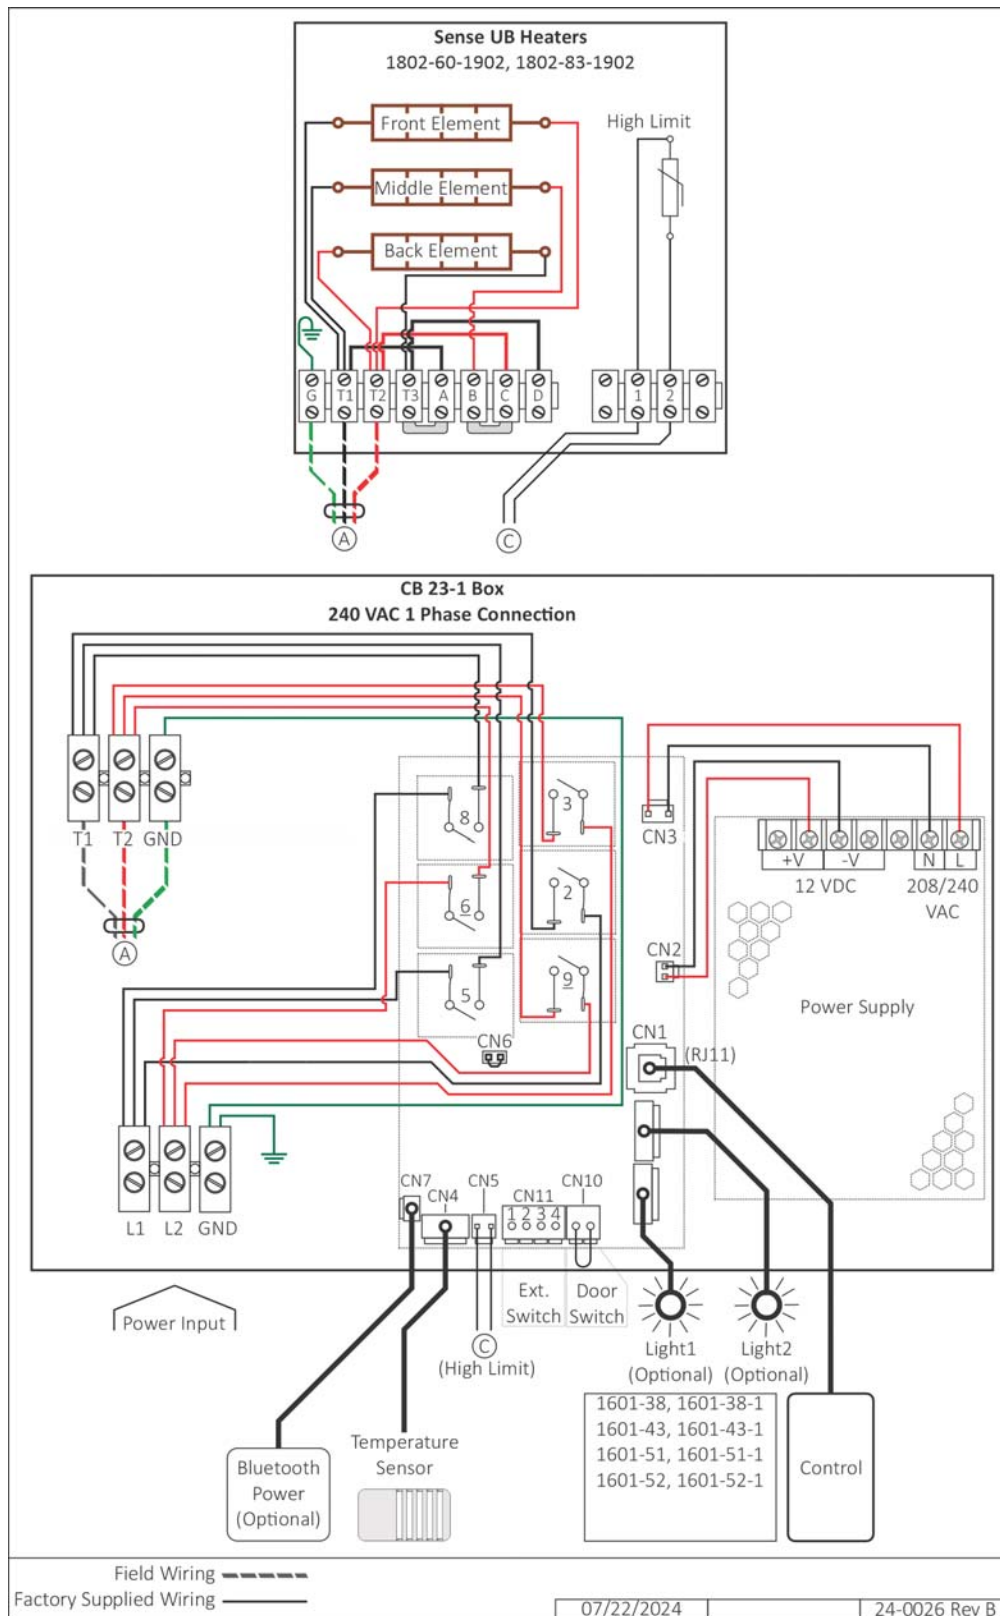 Sense UB Heaters
1802-60-1902, 1802-83-1902
Front Element
High Limit
Middle Element
Back Element
G T1 T2 T3 A B C D 1 2
A C
CB 23-1 Box
240 VAC 1 Phase Connection
T1 T2 GND
A
8 3
6 2
5 9
CN3
+V -V N L
12 VDC 208/240
VAC
CN2
Power Supply
CN6
CN1
(RJ11)
L1 L2 GND
CN7 CN4 CN5 CN11 CN10
1 2 3 4
Power Input
Ext.
Switch
Door
Switch
C
(High Limit)
Light1
(Optional)
Light2
(Optional)
1601-38, 1601-38-1
1601-43, 1601-43-1
1601-51, 1601-51-1
1601-52, 1601-52-1
Control
Bluetooth
Power
(Optional)
Temperature
Sensor
Field Wiring
Factory Supplied Wiring
07/22/2024 24-0026 Rev B